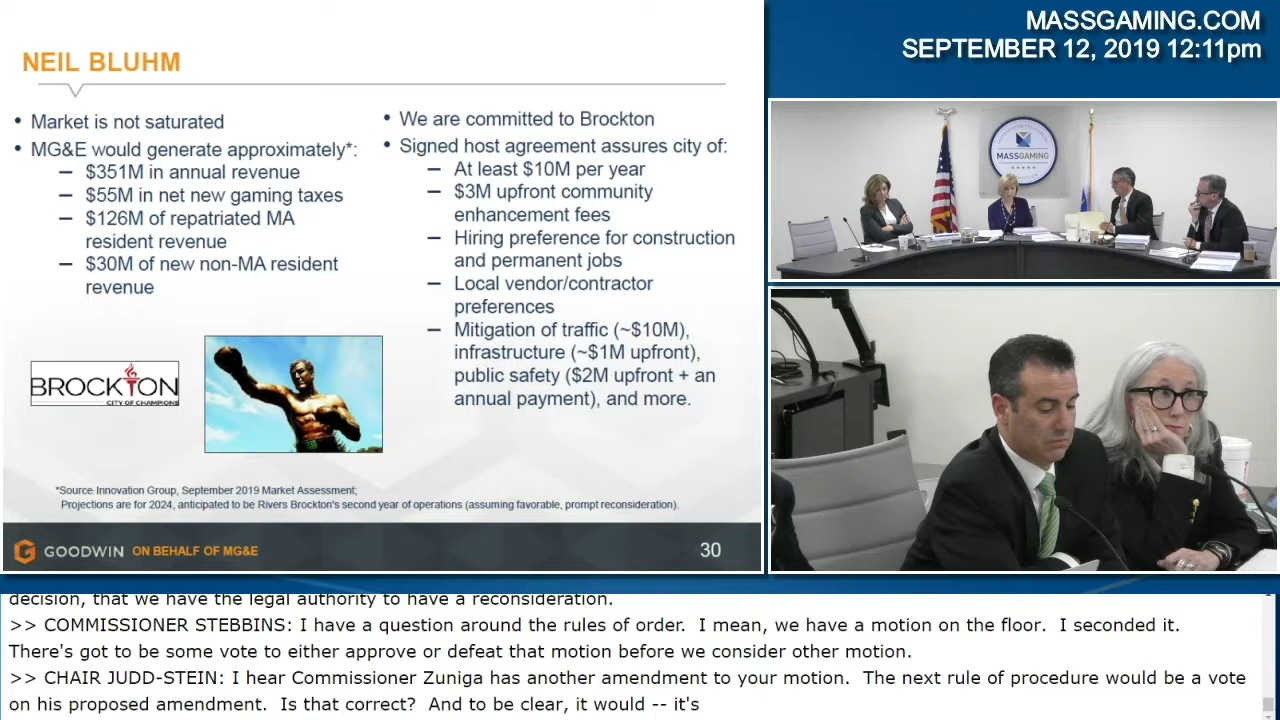 MASSGAMING.COM
SEPTEMBER 12, 2019 12:11pm
NEIL BLUHM
• Market is not saturated
• MG&E would generate approximately*:
– $351M in annual revenue
– $55M in net new gaming taxes
– $126M of repatriated MA
resident revenue
– $30M of new non-MA resident
revenue
• We are committed to Brockton
• Signed host agreement assures city of:
– At least $10M per year
– $3M upfront community
enhancement fees
– Hiring preference for construction
and permanent jobs
– Local vendor/contractor
preferences
– Mitigation of traffic (~$10M),
infrastructure (~$1M upfront),
public safety ($2M upfront + an
annual payment), and more.
BROCKTON
CITY OF CHAMPIONS
*Source: Innovation Group, September 2019 Market Assessment;
Projections are for 2024, anticipated to be Rivers Brockton's second year of operations (assuming favorable, prompt reconsideration).
GOODWIN ON BEHALF OF MG&E
30
MASSGAMING
decision, that we have the legal authority to have a reconsideration.
>> COMMISSIONER STEBBINS: I have a question around the rules of order.  I mean, we have a motion on the floor.  I seconded it.
There's got to be some vote to either approve or defeat that motion before we consider other motion.
>> CHAIR JUDD-STEIN: I hear Commissioner Zuniga has another amendment to your motion.  The next rule of procedure would be a vote
on his proposed amendment.  Is that correct?  And to be clear, it would -- it's